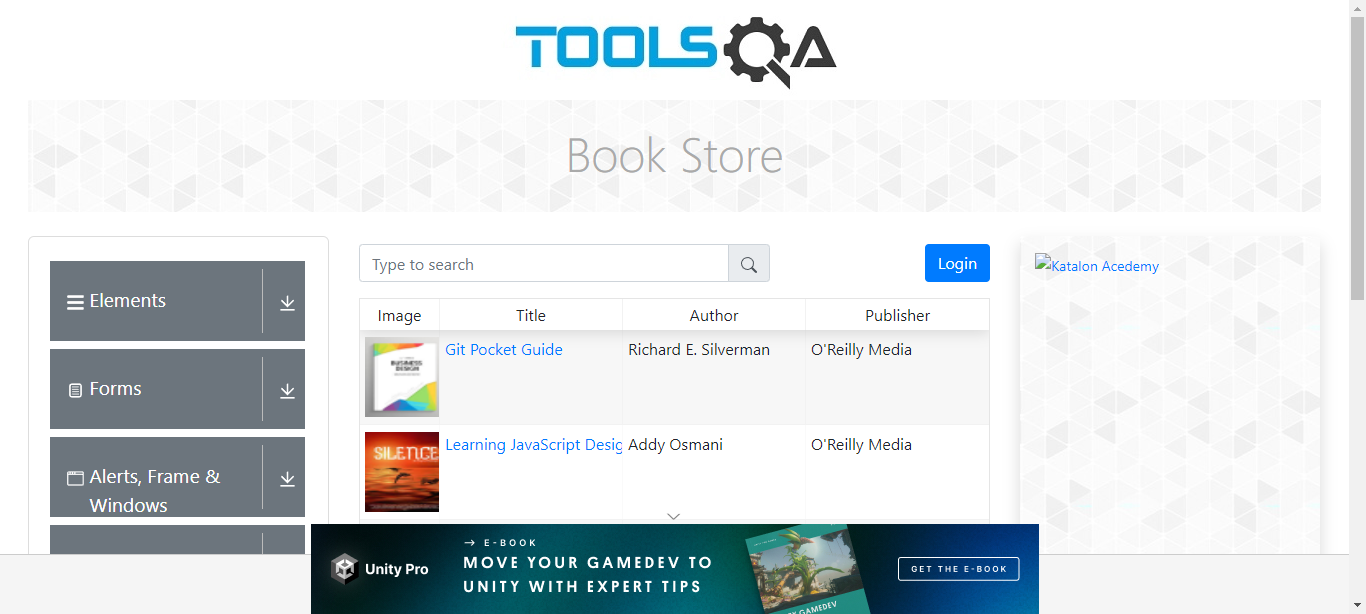 TOOLSQA
Book Store
Elements
Forms
Alerts, Frame &
Windows
Type to search
Login
Image Title Author Publisher
BUSINESS
DESIGN
Git Pocket Guide Richard E. Silverman O'Reilly Media
SILENCE
Learning JavaScript Desig Addy Osmani O'Reilly Media
Katalon Acedemy
Unity Pro
→ E-BOOK
MOVE YOUR GAMEDEV TO
UNITY WITH EXPERT TIPS
GAMEDEV
GET THE E-BOOK